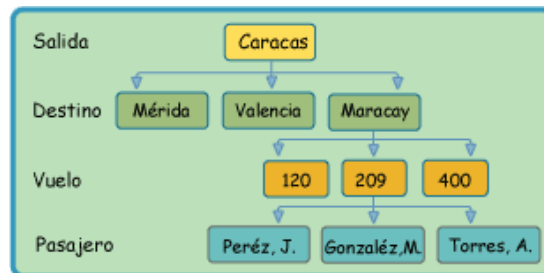 Salida Caracas
Destino Mérida Valencia Maracay
Vuelo 120 209 400
Pasajero Peréz, J. Gonzaléz,M. Torres, A.